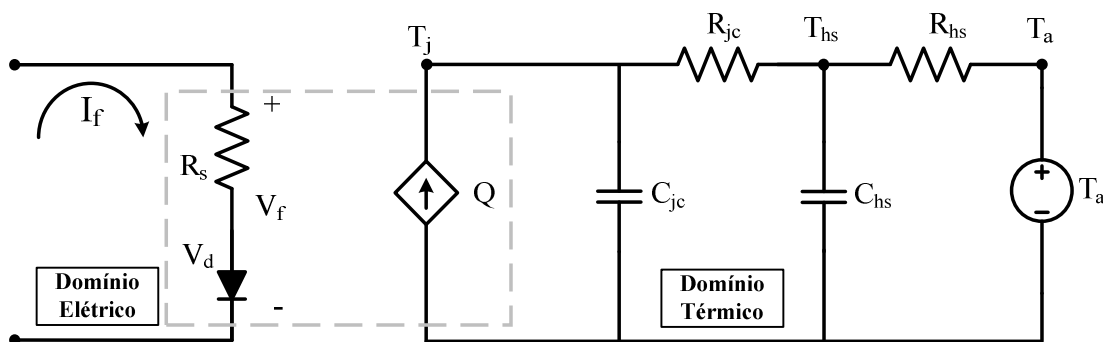 T_j
R_jc
T_hs
R_hs
T_a
I_f
+
R_s
V_f
V_d
-
Q
C_jc
C_hs
+
−
T_a
Domínio
Elétrico
Domínio
Térmico